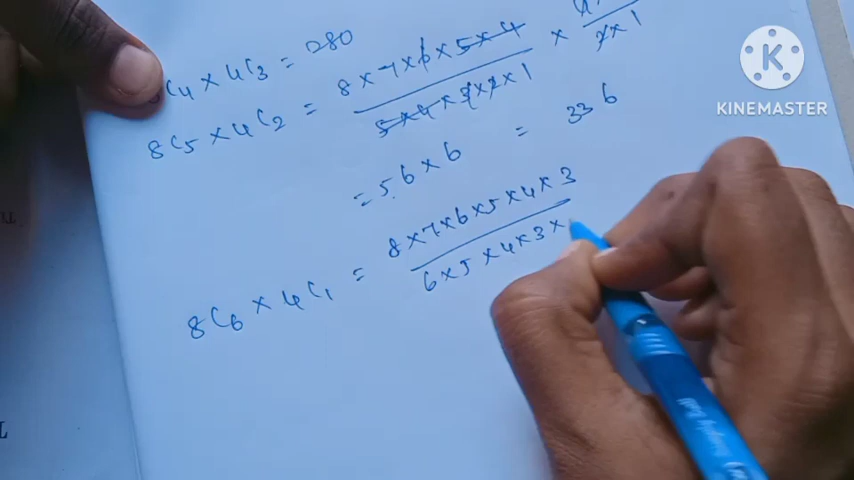 C4 × 4C3 = 280
8C5 × 4C2 = 8×7×6×5×4 / 5×4×3×2×1 × 4× / 2×1
= 56 × 6 = 336
8C6 × 4C1 = 8×7×6×5×4×3 / 6×5×4×3×
K
KINEMASTER